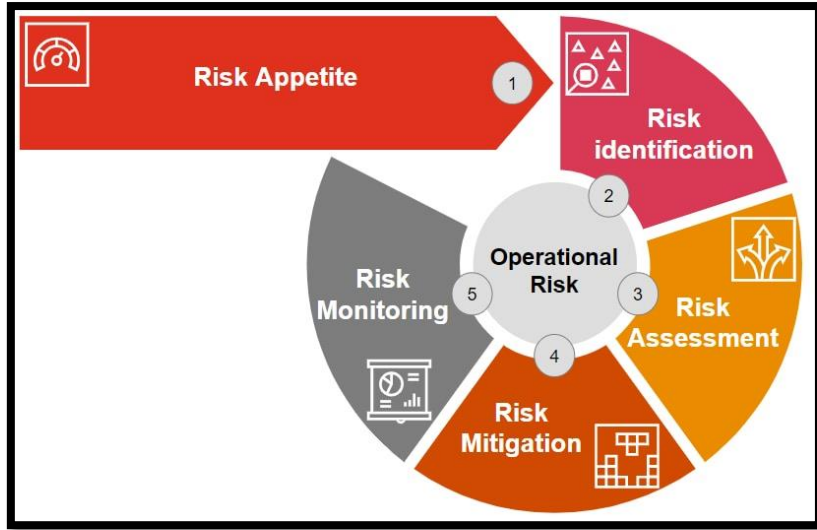 Risk Appetite
1
Risk
identification
2
Operational
Risk
3
Risk
Assessment
4
Risk
Mitigation
5
Risk
Monitoring